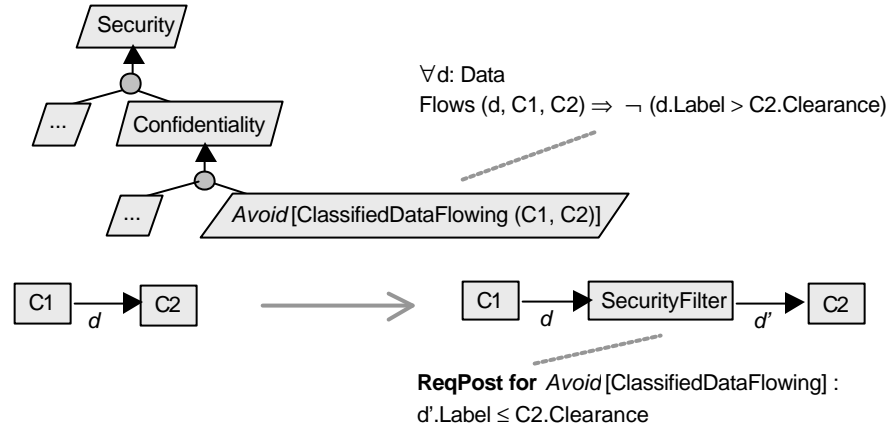 Security
∀d: Data
Flows (d, C1, C2) ⇒ ¬ (d.Label > C2.Clearance)
...
Confidentiality
...
Avoid [ClassifiedDataFlowing (C1, C2)]
C1
d
C2
C1
d
SecurityFilter
d'
C2
ReqPost for Avoid [ClassifiedDataFlowing] :
d'.Label ≤ C2.Clearance